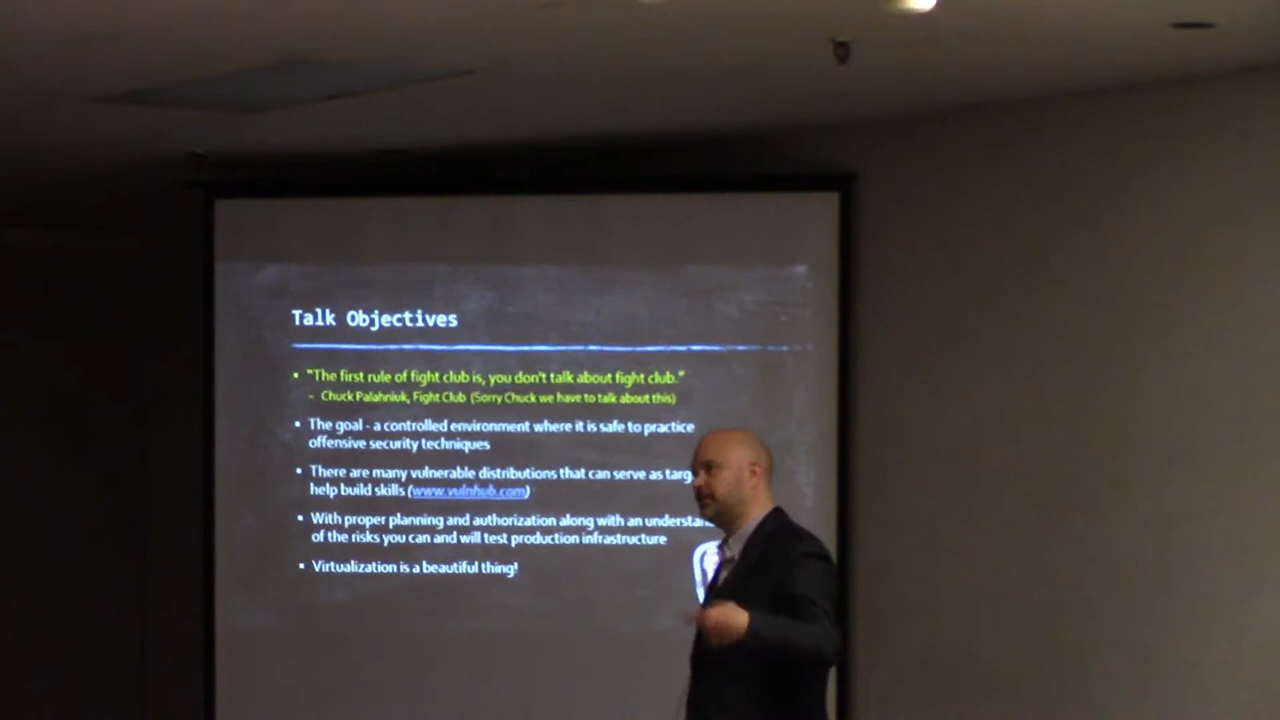 Talk Objectives
▪ "The first rule of fight club is, you don't talk about fight club."
– Chuck Palahniuk, Fight Club (Sorry Chuck we have to talk about this)
▪ The goal - a controlled environment where it is safe to practice
offensive security techniques
▪ There are many vulnerable distributions that can serve as
help build skills (www.vulnhub.com)
▪ With proper planning and authorization along with an
of the risks you can and will test production infrastructure
▪ Virtualization is a beautiful thing!